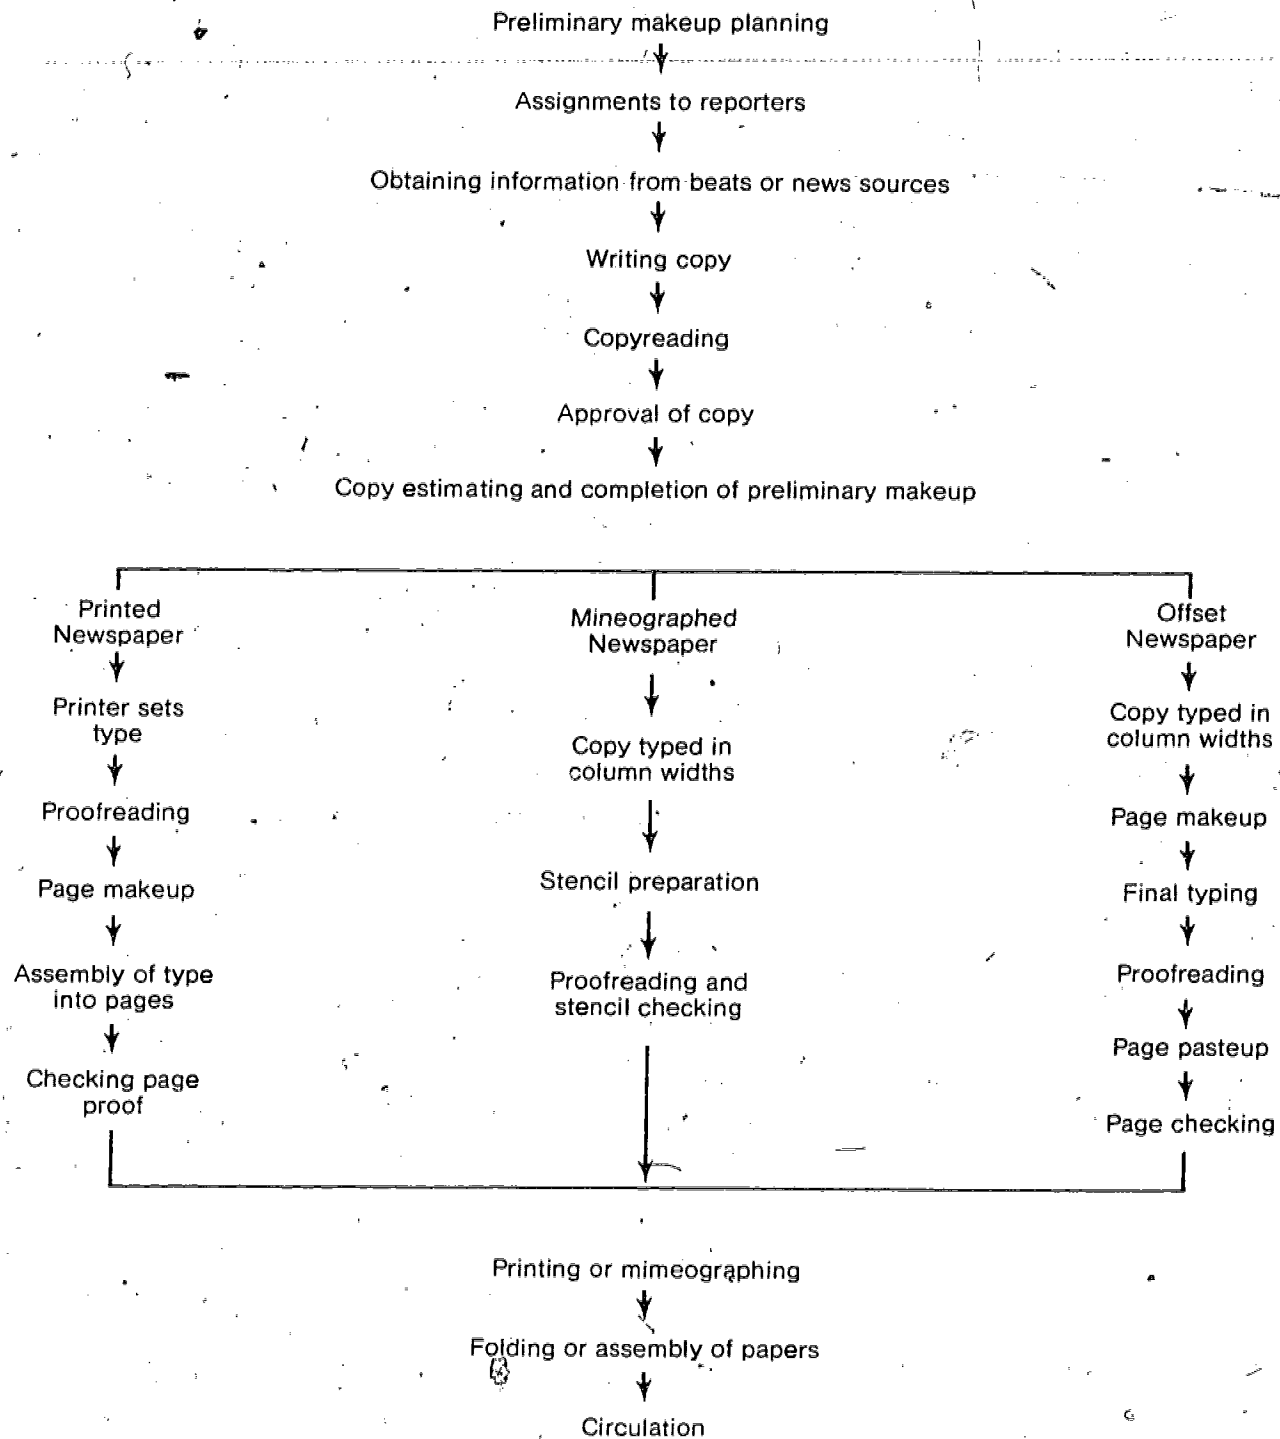 Preliminary makeup planning
Assignments to reporters
Obtaining information from beats or news sources
Writing copy
Copyreading
Approval of copy
Copy estimating and completion of preliminary makeup
Printed
Newspaper
Printer sets
type
Proofreading
Page makeup
Assembly of type
into pages
Checking page
proof
Mineographed
Newspaper
Copy typed in
column widths
Stencil preparation
Proofreading and
stencil checking
Offset
Newspaper
Copy typed in
column widths
Page makeup
Final typing
Proofreading
Page pasteup
Page checking
Printing or mimeographing
Folding or assembly of papers
Circulation